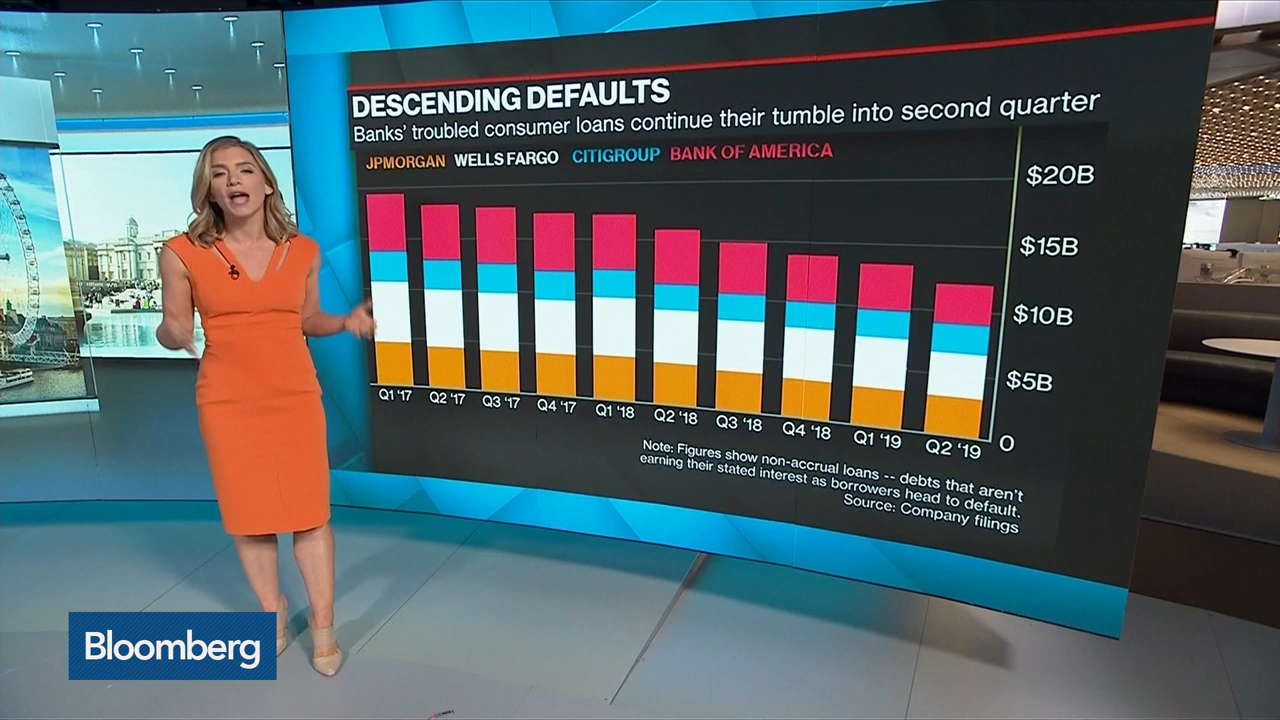 DESCENDING DEFAULTS
Banks' troubled consumer loans continue their tumble into second quarter
JPMORGAN WELLS FARGO CITIGROUP BANK OF AMERICA
$20B
$15B
$10B
$5B
0
Q1 '17 Q2 '17 Q3 '17 Q4 '17 Q1 '18 Q2 '18 Q3 '18 Q4 '18 Q1 '19 Q2 '19
Note: Figures show non-accrual loans -- debts that aren't
earning their stated interest as borrowers head to default.
Source: Company filings
Bloomberg